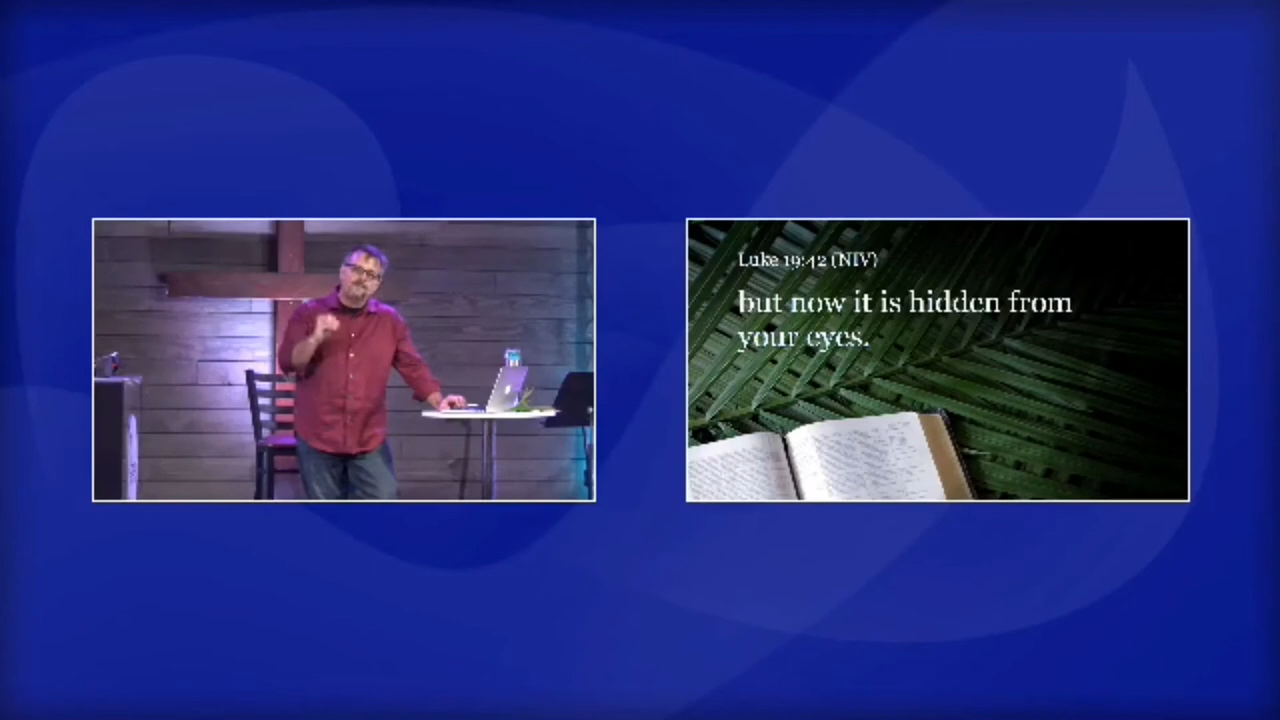 Luke 19:42 (NIV)
but now it is hidden from
your eyes.